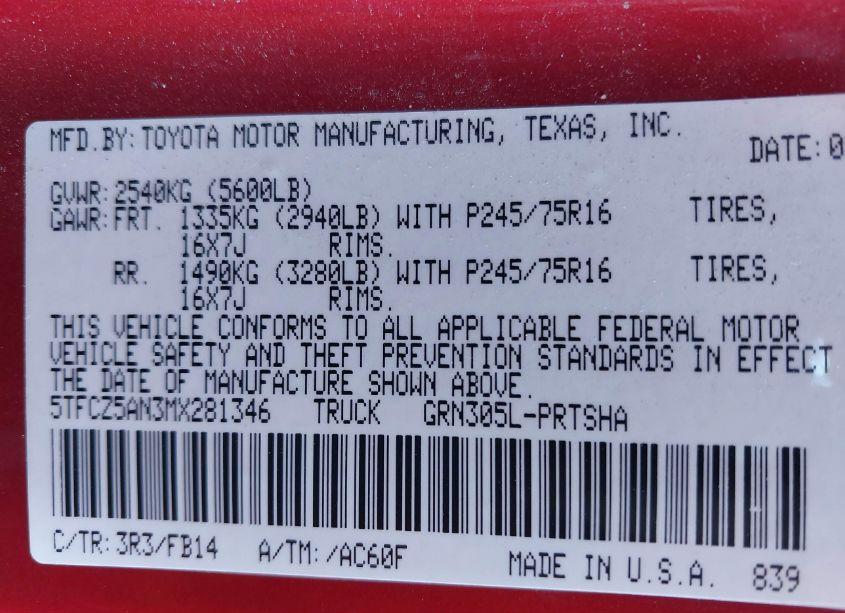 MFD.BY:TOYOTA MOTOR MANUFACTURING, TEXAS, INC.
DATE:0
GVWR:2540KG (5600LB)
GAWR:FRT. 1335KG (2940LB) WITH P245/75R16 TIRES,
16X7J RIMS.
RR. 1490KG (3280LB) WITH P245/75R16 TIRES,
16X7J RIMS.
THIS VEHICLE CONFORMS TO ALL APPLICABLE FEDERAL MOTOR
VEHICLE SAFETY AND THEFT PREVENTION STANDARDS IN EFFECT
THE DATE OF MANUFACTURE SHOWN ABOVE.
5TFCZ5AN3MX281346 TRUCK GRN305L-PRTSHA
C/TR:3R3/FB14 A/TM:/AC60F MADE IN U.S.A. 839